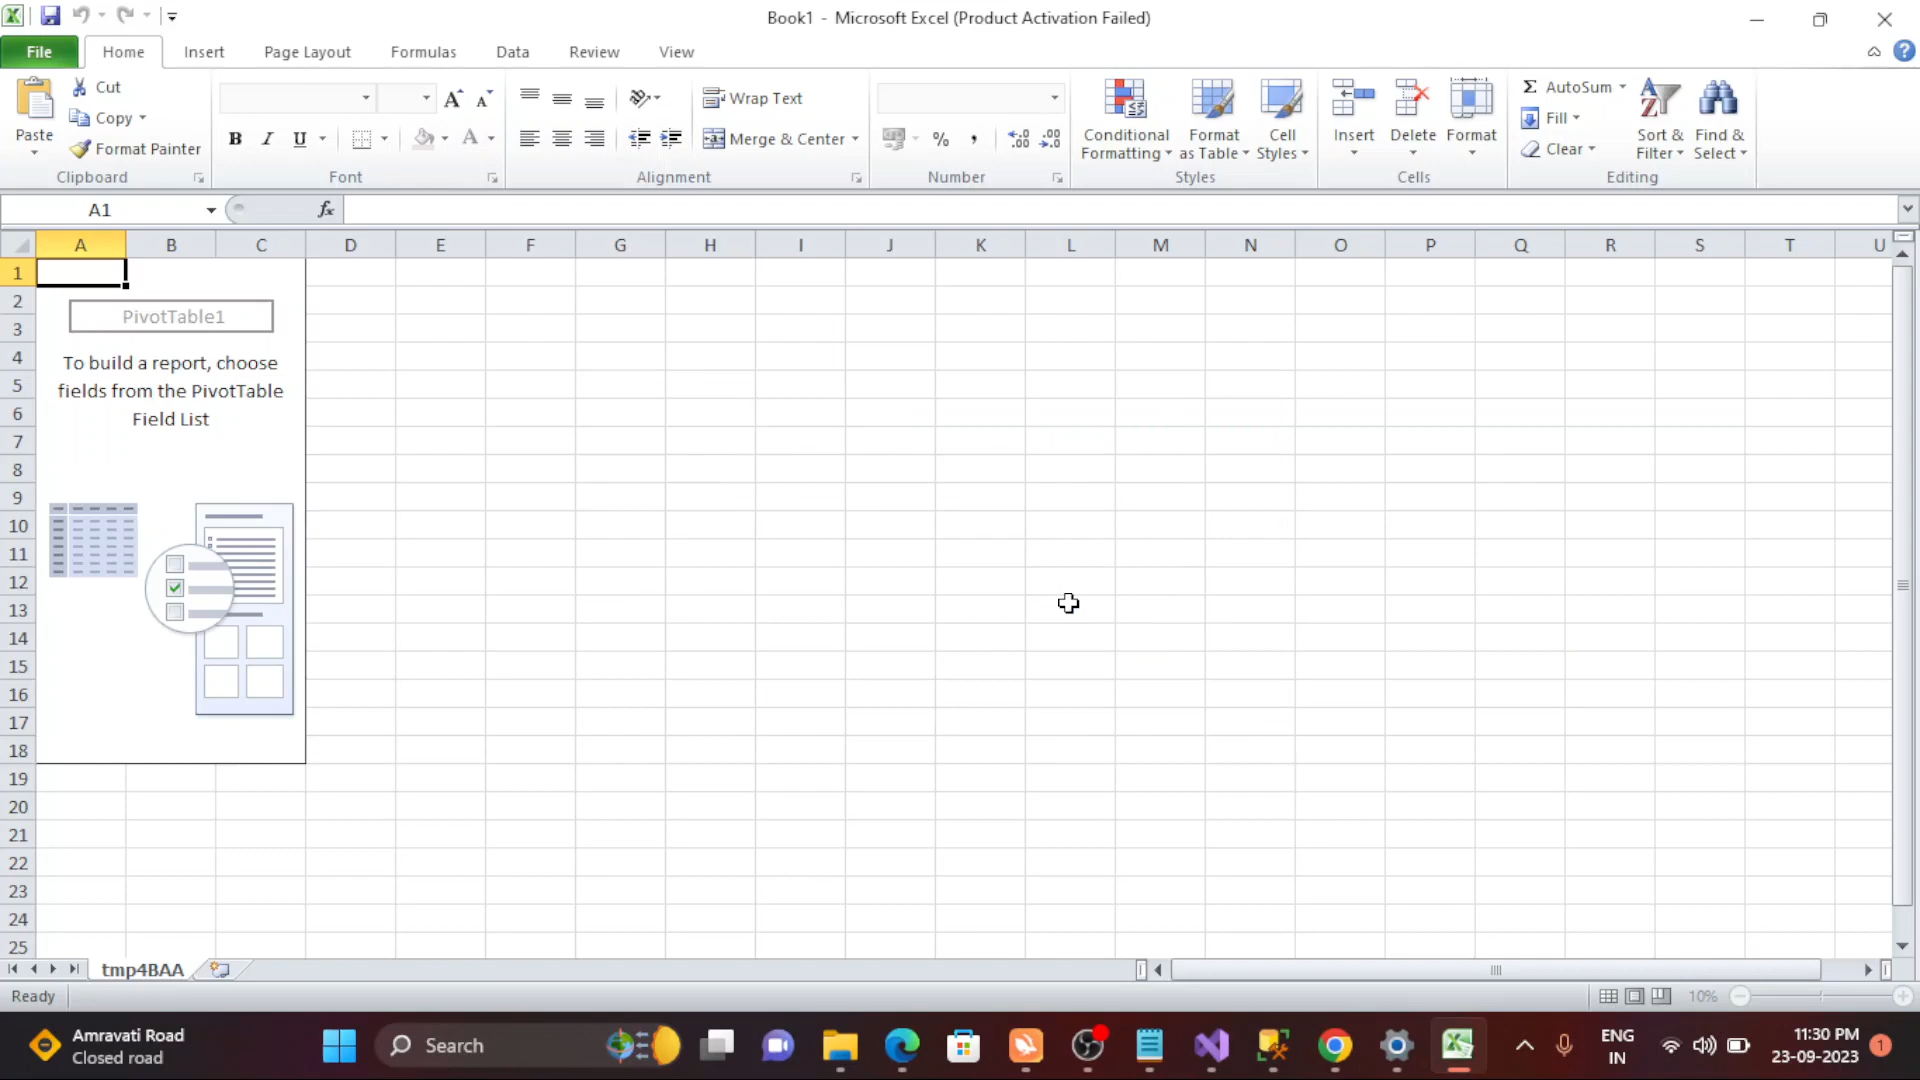 Book1 - Microsoft Excel (Product Activation Failed)
File Home Insert Page Layout Formulas Data Review View
Cut Wrap Text AutoSum
Paste Copy Fill
Format Painter Merge & Center % , Clear
B I U A
Conditional Formatting
Format as Table
Cell Styles
Insert Delete Format
Sort & Filter
Find & Select
Clipboard Font Alignment Number Styles Cells Editing
A1 fx
A B C D E F G H I J K L M N O P Q R S T U
1
2
PivotTable1
3
4 To build a report, choose
5 fields from the PivotTable
6 Field List
7
8
9
10
11
12
13
14
15
16
17
18
19
20
21
22
23
24
25
tmp4BAA
Ready 10%
Amravati Road
Closed road
Search
ENG
IN
11:30 PM
23-09-2023
1